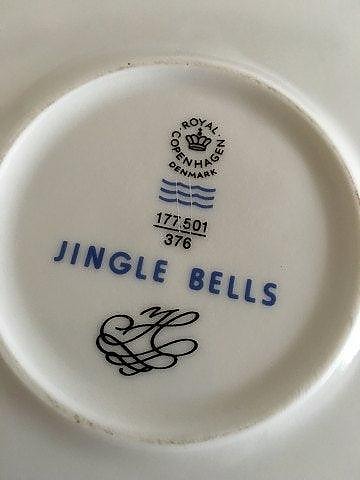 ROYAL
COPENHAGEN
DENMARK
177.501
376
JINGLE BELLS